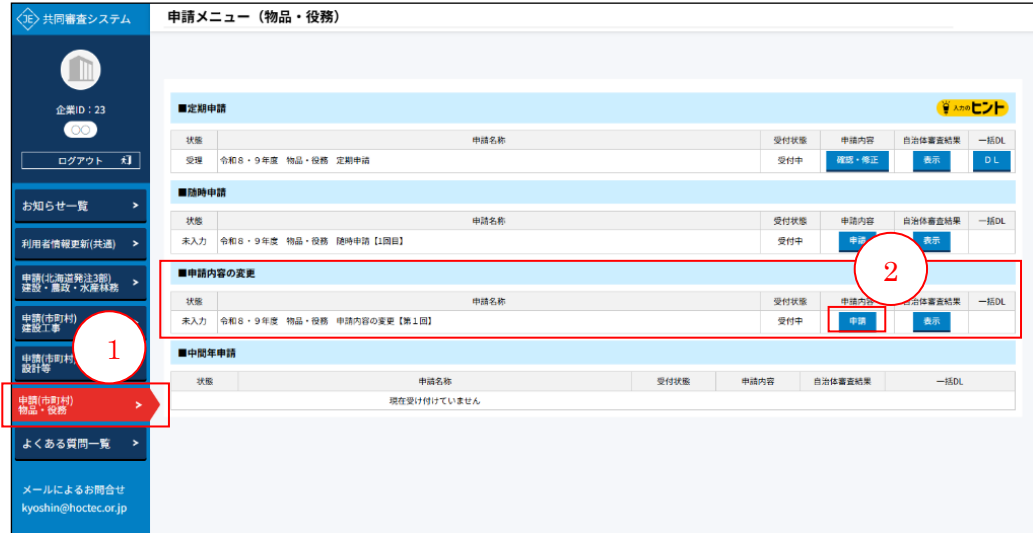 JE 共同審査システム
企業ID：23
〇〇
ログアウト
お知らせ一覧 >
利用者情報更新(共通) >
申請(北海道発注3部)
建設・農政・水産林務 >
申請(市町村)
建設工事
1
申請(市町村)
設計等
申請(市町村)
物品・役務 >
よくある質問一覧 >
メールによるお問合せ
kyoshin@hoctec.or.jp
申請メニュー（物品・役務）
■定期申請
入力のヒント
状態 申請名称 受付状態 申請内容 自治体審査結果 一括DL
受理 令和８・９年度 物品・役務 定期申請 受付中 確認・修正 表示 ＤＬ
■随時申請
状態 申請名称 受付状態 申請内容 自治体審査結果 一括DL
未入力 令和８・９年度 物品・役務 随時申請【1回目】 受付中 申請 表示
■申請内容の変更
2
状態 申請名称 受付状態 申請内容 自治体審査結果 一括DL
未入力 令和８・９年度 物品・役務 申請内容の変更【第１回】 受付中 申請 表示
■中間年申請
状態 申請名称 受付状態 申請内容 自治体審査結果 一括DL
現在受け付けていません